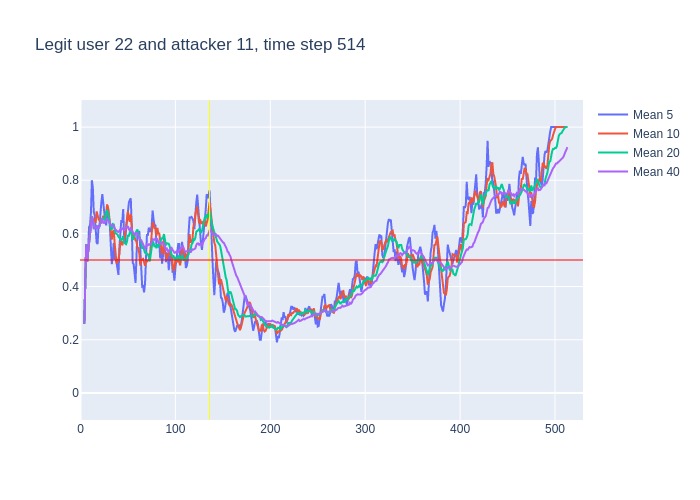 Legit user 22 and attacker 11, time step 514
Mean 5
Mean 10
Mean 20
Mean 40
1
0.8
0.6
0.4
0.2
0
0 100 200 300 400 500